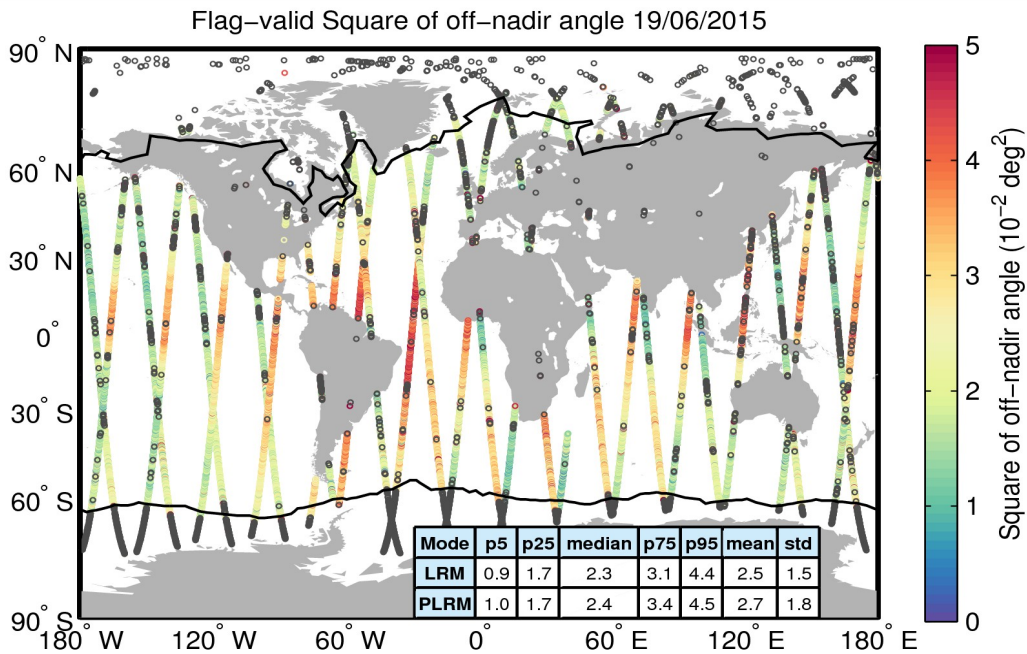 Flag−valid Square of off−nadir angle 19/06/2015
90° N
60° N
30° N
0°
30° S
60° S
90° S
180° W
120° W
60° W
0°
60° E
120° E
180° E
Mode p5 p25 median p75 p95 mean std
LRM 0.9 1.7 2.3 3.1 4.4 2.5 1.5
PLRM 1.0 1.7 2.4 3.4 4.5 2.7 1.8
5
4
3
2
1
0
Square of off−nadir angle (10⁻² deg²)